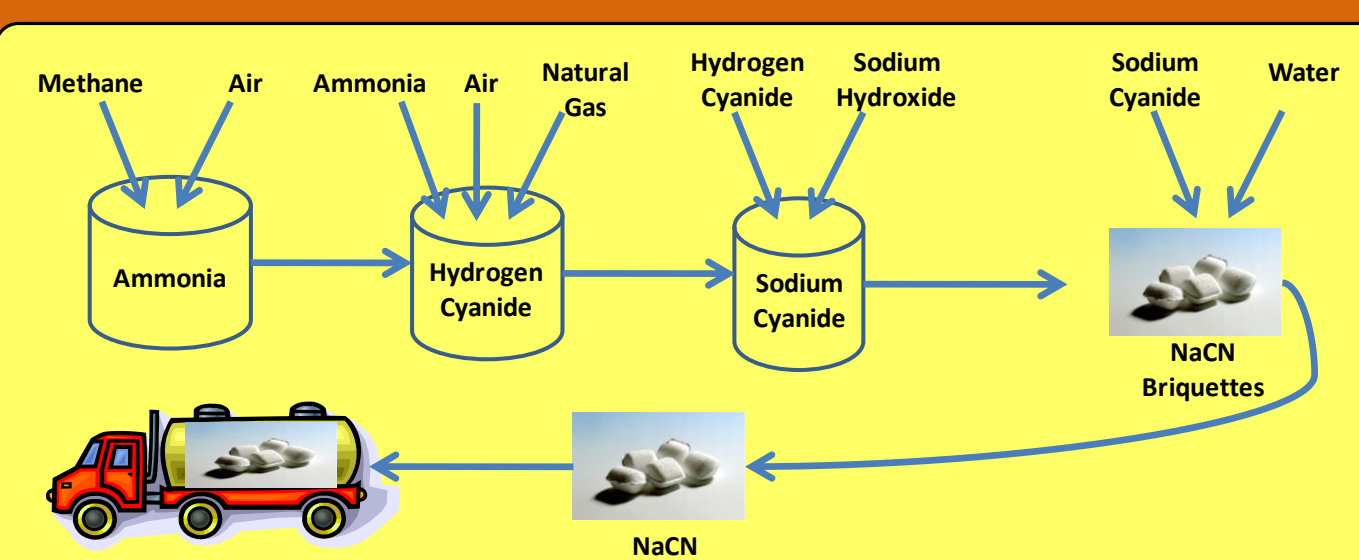 Methane
Air
Ammonia
Air
Natural
Gas
Hydrogen
Cyanide
Sodium
Hydroxide
Sodium
Cyanide
Water
Ammonia
Hydrogen
Cyanide
Sodium
Cyanide
NaCN
Briquettes
NaCN